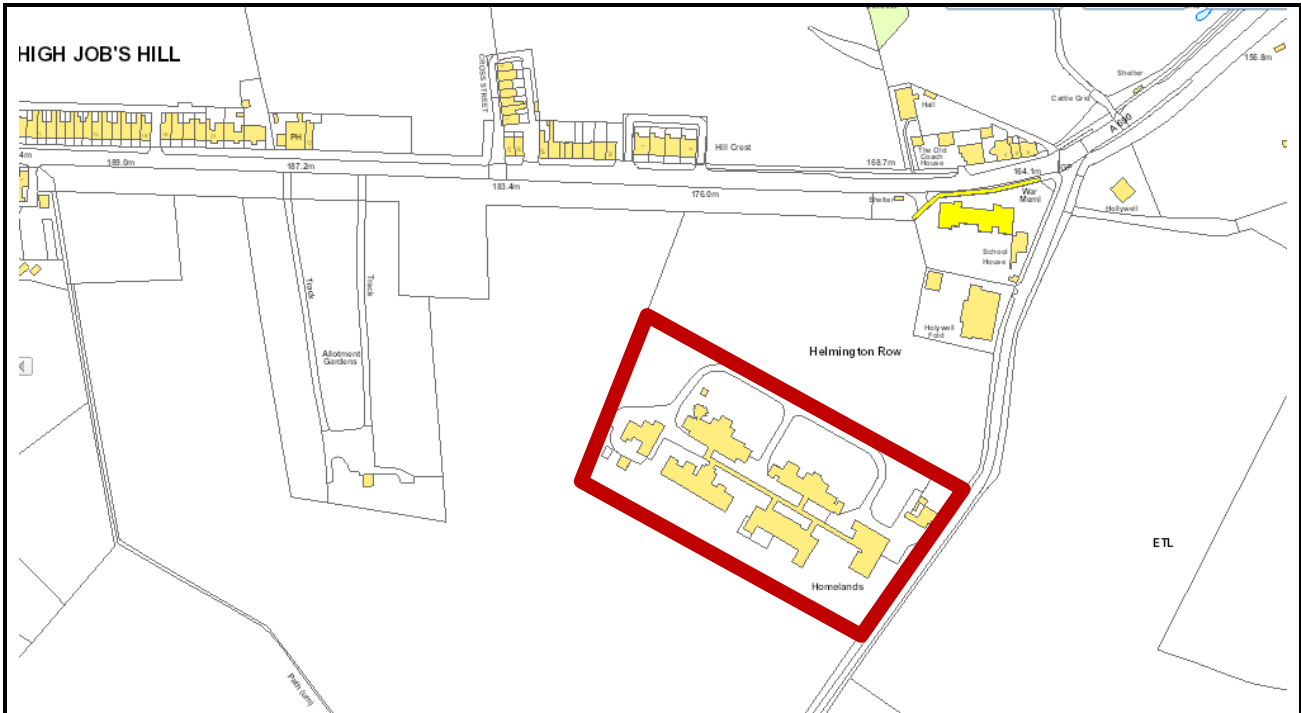 156.8m
HIGH JOB'S HILL
CROSS STREET
Shelter
Cattle Grid
Hall
A 690
PH
Hill Crest
The Old
Coach
House
189.0m
187.2m
168.7m
164.1m
183.4m
176.0m
Shelter
War
Meml
Hollywell
School
House
Track
Track
Holywell
Fold
Allotment
Gardens
Helmington Row
ETL
Homelands
Path (um)